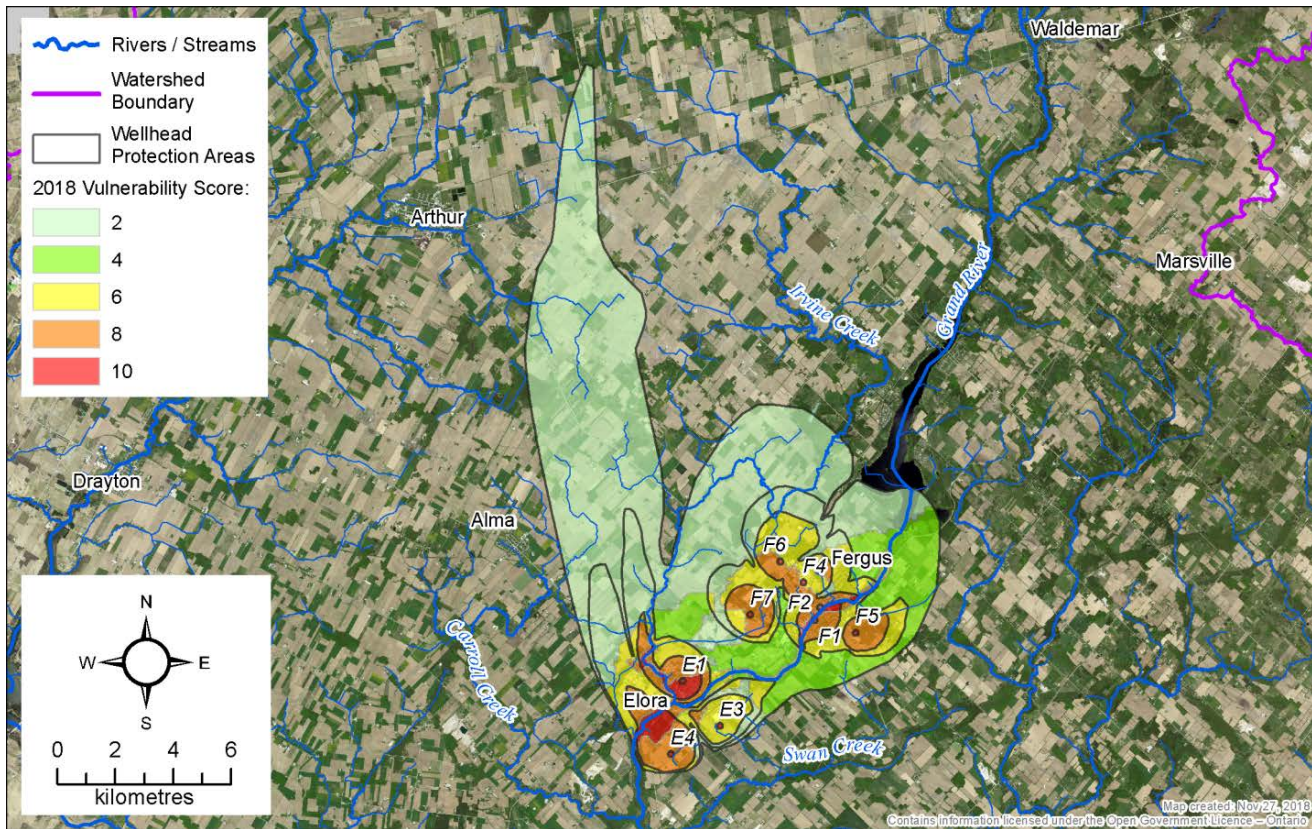 Rivers / Streams
Watershed
Boundary
Wellhead
Protection Areas
2018 Vulnerability Score:
2
4
6
8
10
Waldemar
Arthur
Marsville
Irvine Creek
Grand River
Drayton
Alma
Carroll Creek
F6
F4
Fergus
F7
F2
F1
F5
E1
Elora
E3
E4
Swan Creek
N
W
E
S
0 2 4 6
kilometres
Map created: Nov 27, 2018
Contains information licensed under the Open Government Licence – Ontario